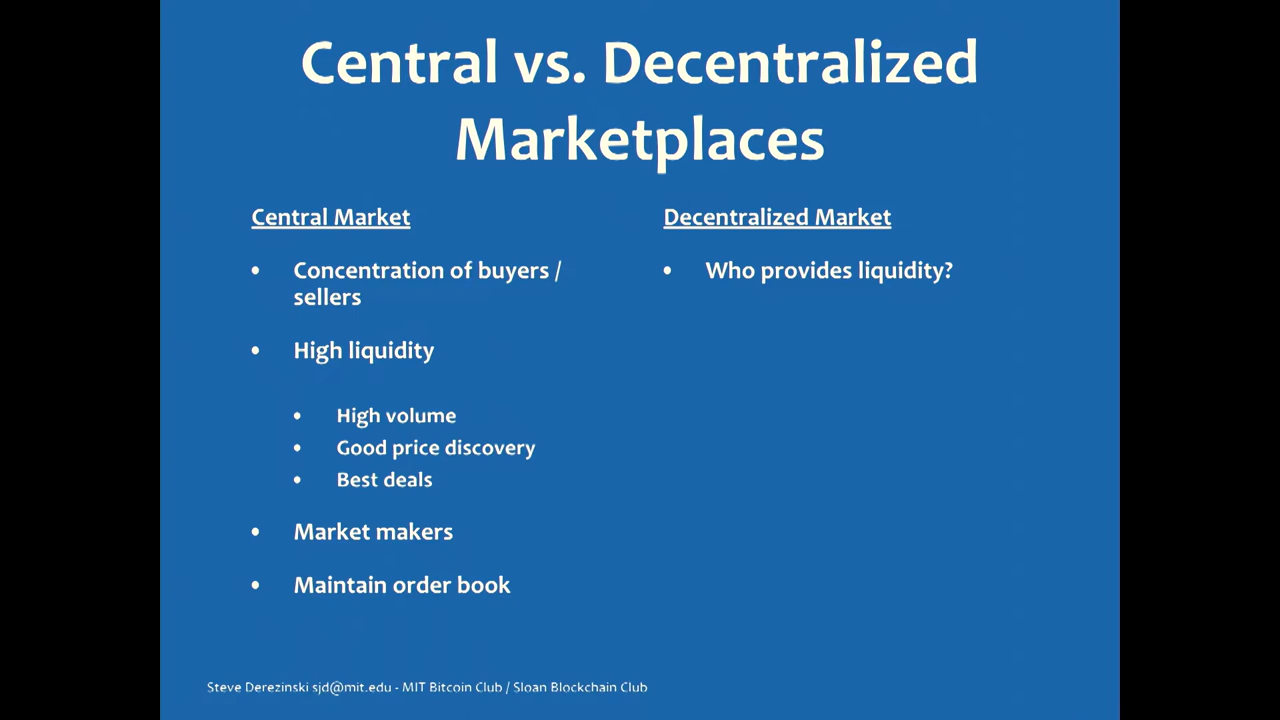 Central vs. Decentralized
Marketplaces
Central Market
• Concentration of buyers /
sellers
• High liquidity
• High volume
• Good price discovery
• Best deals
• Market makers
• Maintain order book
Decentralized Market
• Who provides liquidity?
Steve Derezinski sjd@mit.edu - MIT Bitcoin Club / Sloan Blockchain Club